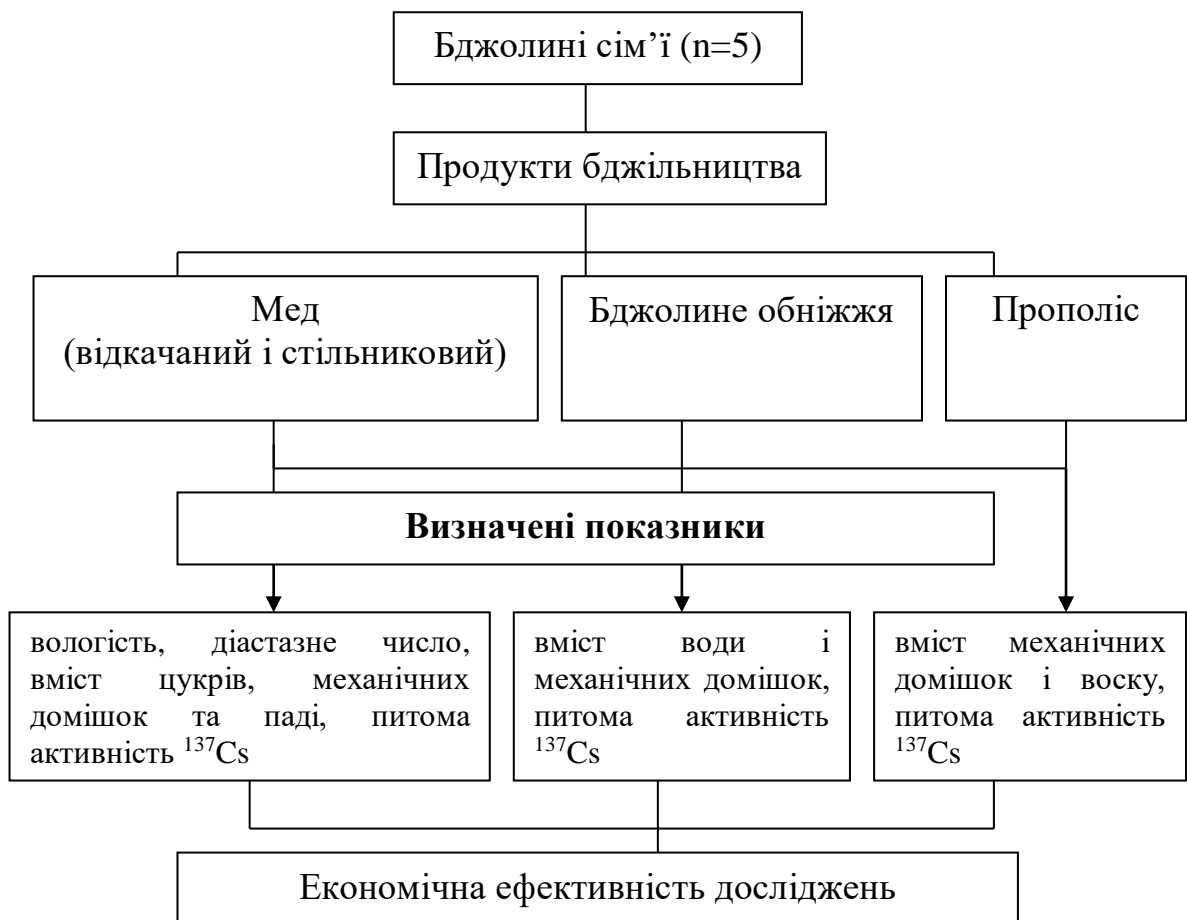 Бджолині сім’ї (n=5)
Продукти бджільництва
Мед
(відкачаний і стільниковий)
Бджолине обніжжя
Прополіс
Визначені показники
вологість, діастазне число,
вміст цукрів, механічних
домішок та паді, питома
активність ¹³⁷Cs
вміст води і
механічних домішок,
питома активність
¹³⁷Cs
вміст механічних
домішок і воску,
питома активність
¹³⁷Cs
Економічна ефективність досліджень